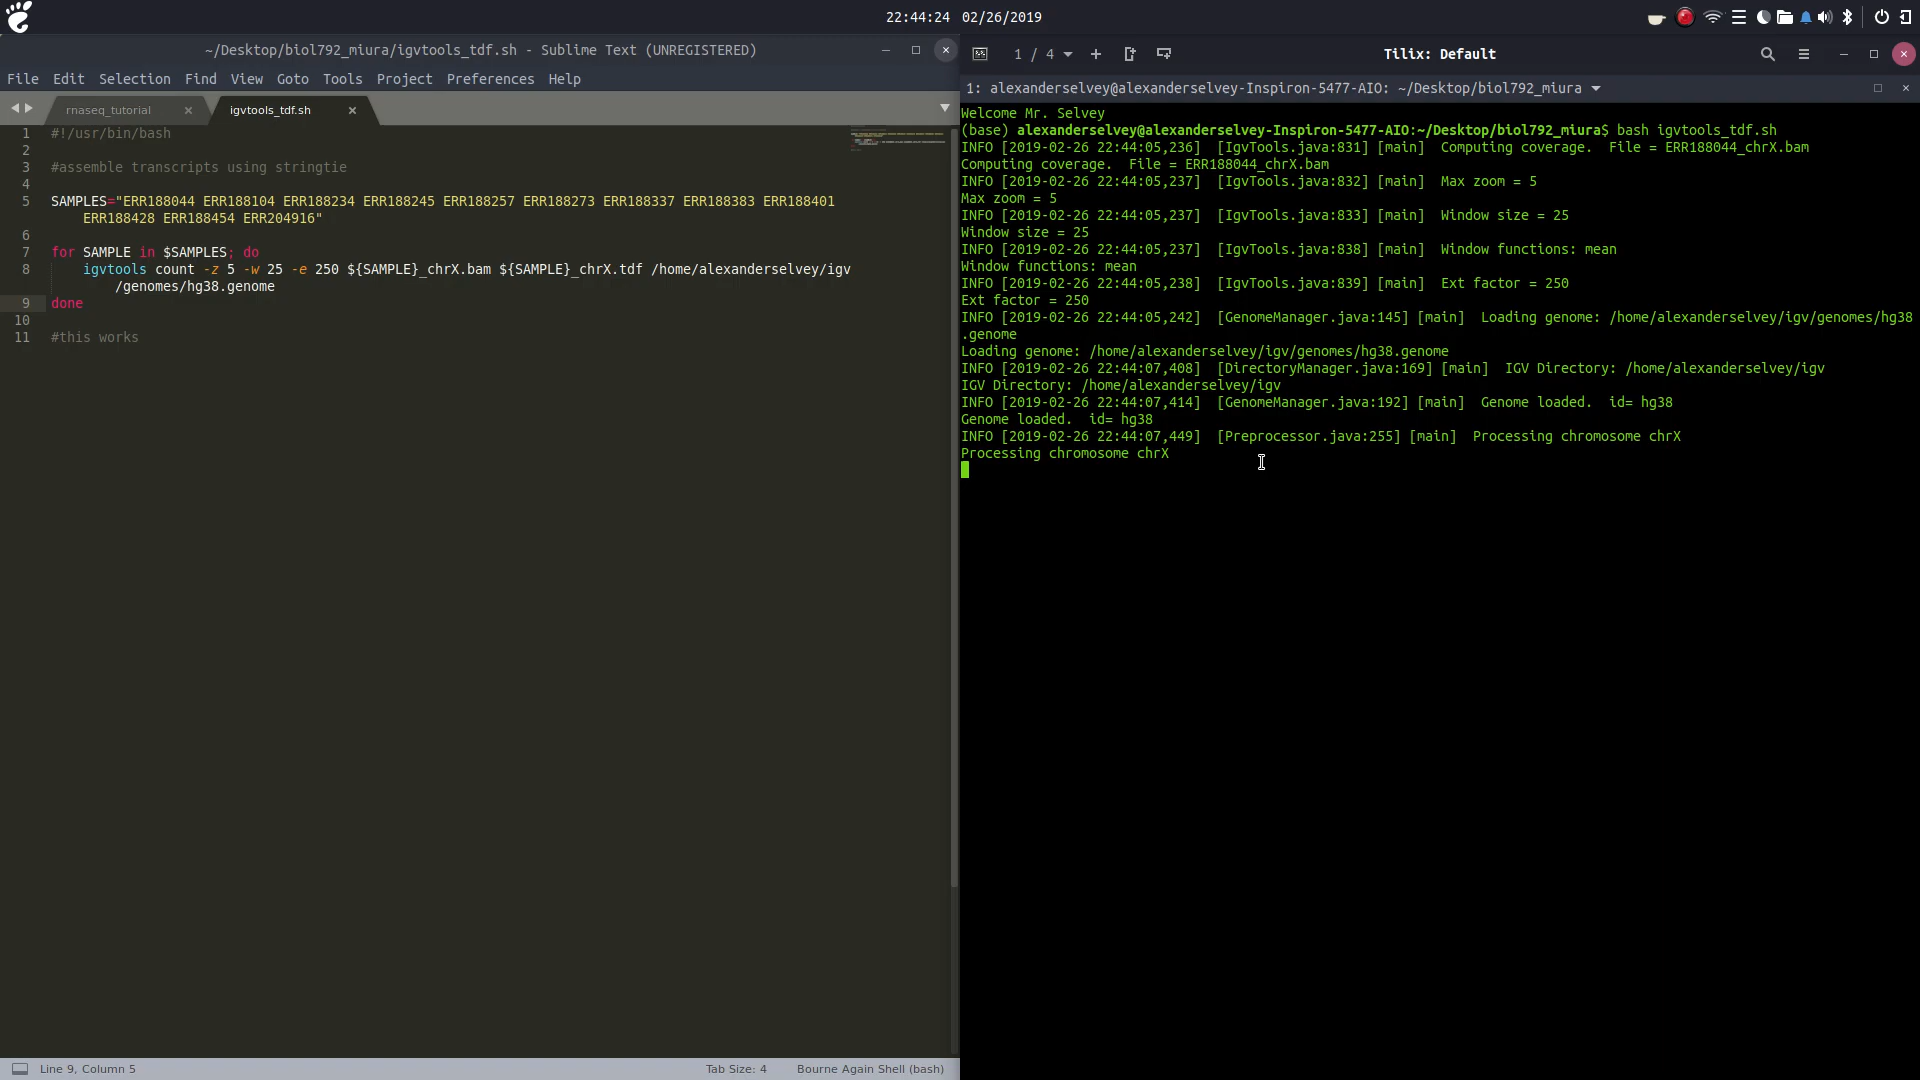 22:44:24 02/26/2019
~/Desktop/biol792_miura/igvtools_tdf.sh - Sublime Text (UNREGISTERED)
File Edit Selection Find View Goto Tools Project Preferences Help
rnaseq_tutorial × igvtools_tdf.sh ×
1 #!/usr/bin/bash
2
3 #assemble transcripts using stringtie
4
5 SAMPLES="ERR188044 ERR188104 ERR188234 ERR188245 ERR188257 ERR188273 ERR188337 ERR188383 ERR188401
ERR188428 ERR188454 ERR204916"
6
7 for SAMPLE in $SAMPLES; do
8 igvtools count -z 5 -w 25 -e 250 ${SAMPLE}_chrX.bam ${SAMPLE}_chrX.tdf /home/alexanderselvey/igv
/genomes/hg38.genome
9 done
10
11 #this works
Line 9, Column 5 Tab Size: 4 Bourne Again Shell (bash)
1 / 4 Tilix: Default
1: alexanderselvey@alexanderselvey-Inspiron-5477-AIO: ~/Desktop/biol792_miura
Welcome Mr. Selvey
(base) alexanderselvey@alexanderselvey-Inspiron-5477-AIO:~/Desktop/biol792_miura$ bash igvtools_tdf.sh
INFO [2019-02-26 22:44:05,236] [IgvTools.java:831] [main] Computing coverage. File = ERR188044_chrX.bam
Computing coverage. File = ERR188044_chrX.bam
INFO [2019-02-26 22:44:05,237] [IgvTools.java:832] [main] Max zoom = 5
Max zoom = 5
INFO [2019-02-26 22:44:05,237] [IgvTools.java:833] [main] Window size = 25
Window size = 25
INFO [2019-02-26 22:44:05,237] [IgvTools.java:838] [main] Window functions: mean
Window functions: mean
INFO [2019-02-26 22:44:05,238] [IgvTools.java:839] [main] Ext factor = 250
Ext factor = 250
INFO [2019-02-26 22:44:05,242] [GenomeManager.java:145] [main] Loading genome: /home/alexanderselvey/igv/genomes/hg38
.genome
Loading genome: /home/alexanderselvey/igv/genomes/hg38.genome
INFO [2019-02-26 22:44:07,408] [DirectoryManager.java:169] [main] IGV Directory: /home/alexanderselvey/igv
IGV Directory: /home/alexanderselvey/igv
INFO [2019-02-26 22:44:07,414] [GenomeManager.java:192] [main] Genome loaded. id= hg38
Genome loaded. id= hg38
INFO [2019-02-26 22:44:07,449] [Preprocessor.java:255] [main] Processing chromosome chrX
Processing chromosome chrX